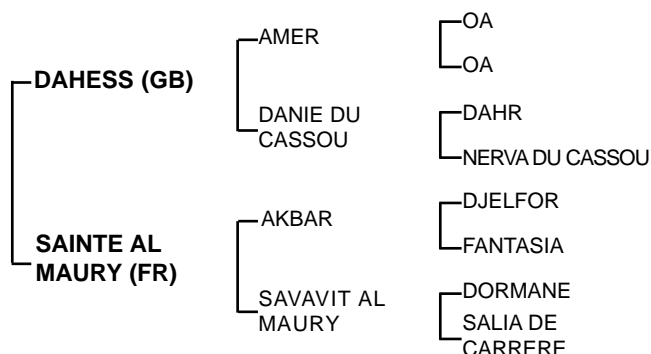 AMER
OA
OA
DAHESS (GB)
DANIE DU
CASSOU
DAHR
NERVA DU CASSOU
SAINTE AL
MAURY (FR)
AKBAR
DJELFOR
FANTASIA
SAVAVIT AL
MAURY
DORMANE
SALIA DE
CARRERE